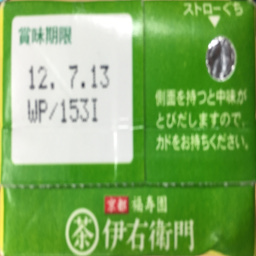 ストローぐち
賞味期限
12. 7.13
WP/153I
側面を持つと中味が
とびだしますので、
カドをお持ちください。
京都 福寿園
茶 伊右衛門